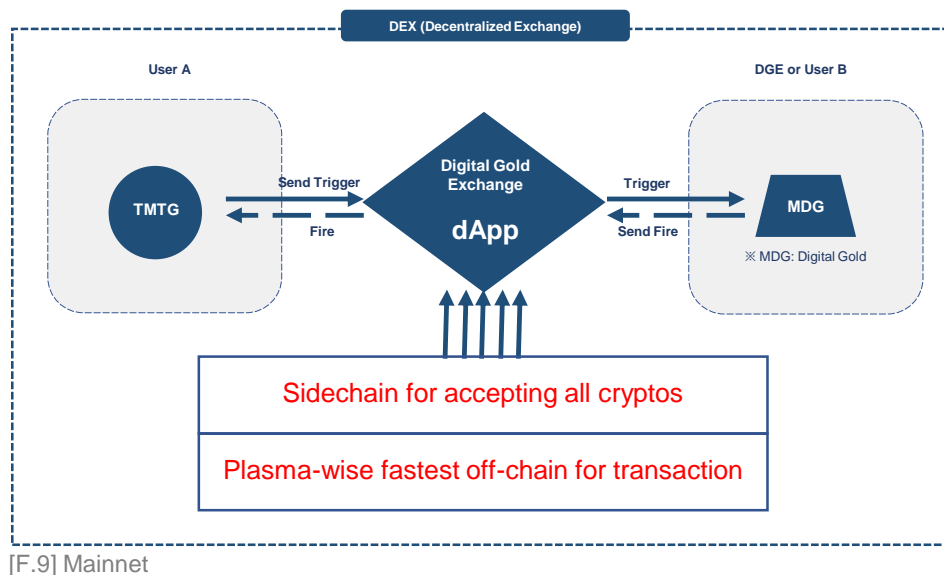 DEX (Decentralized Exchange)
User A
DGE or User B
TMTG
Send Trigger
Fire
Digital Gold
Exchange
dApp
Trigger
Send Fire
MDG
※ MDG: Digital Gold
Sidechain for accepting all cryptos
Plasma-wise fastest off-chain for transaction
[F.9] Mainnet